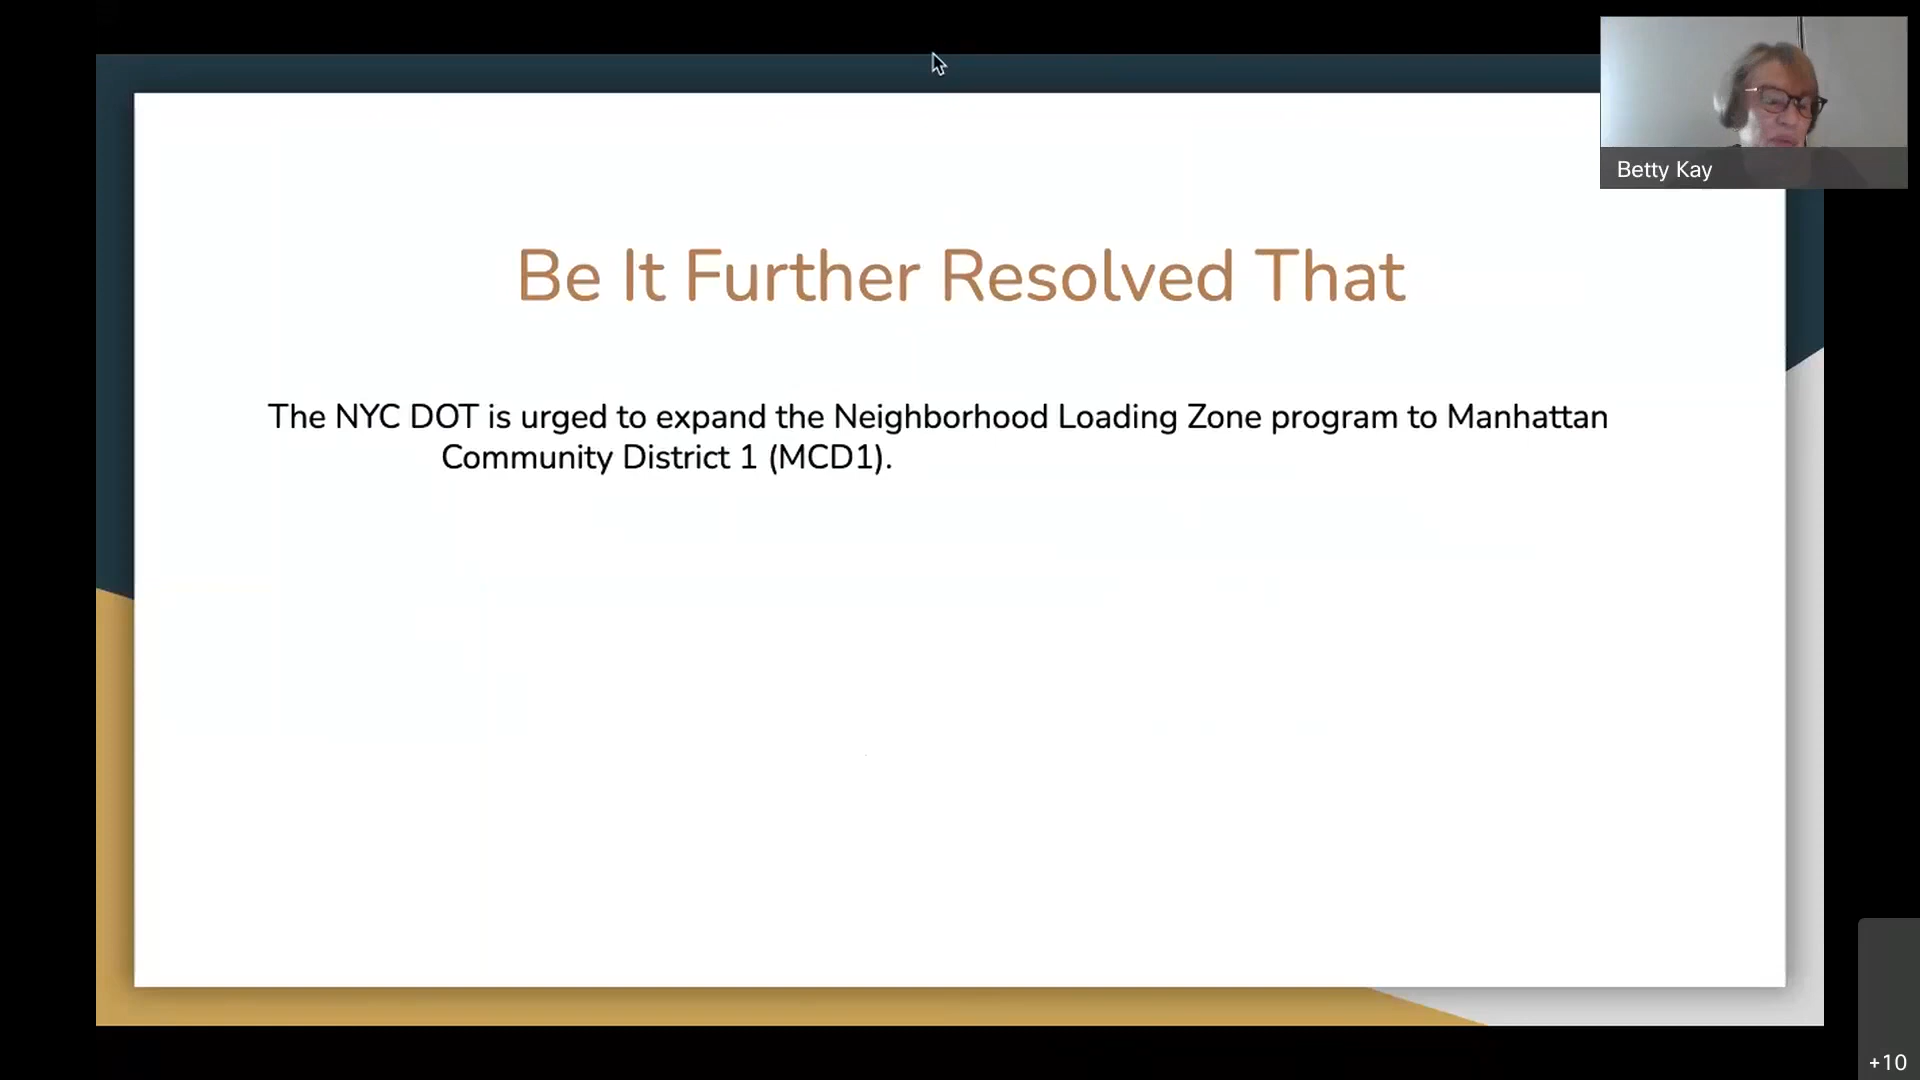 Betty Kay
Be It Further Resolved That
The NYC DOT is urged to expand the Neighborhood Loading Zone program to Manhattan
Community District 1 (MCD1).
+10